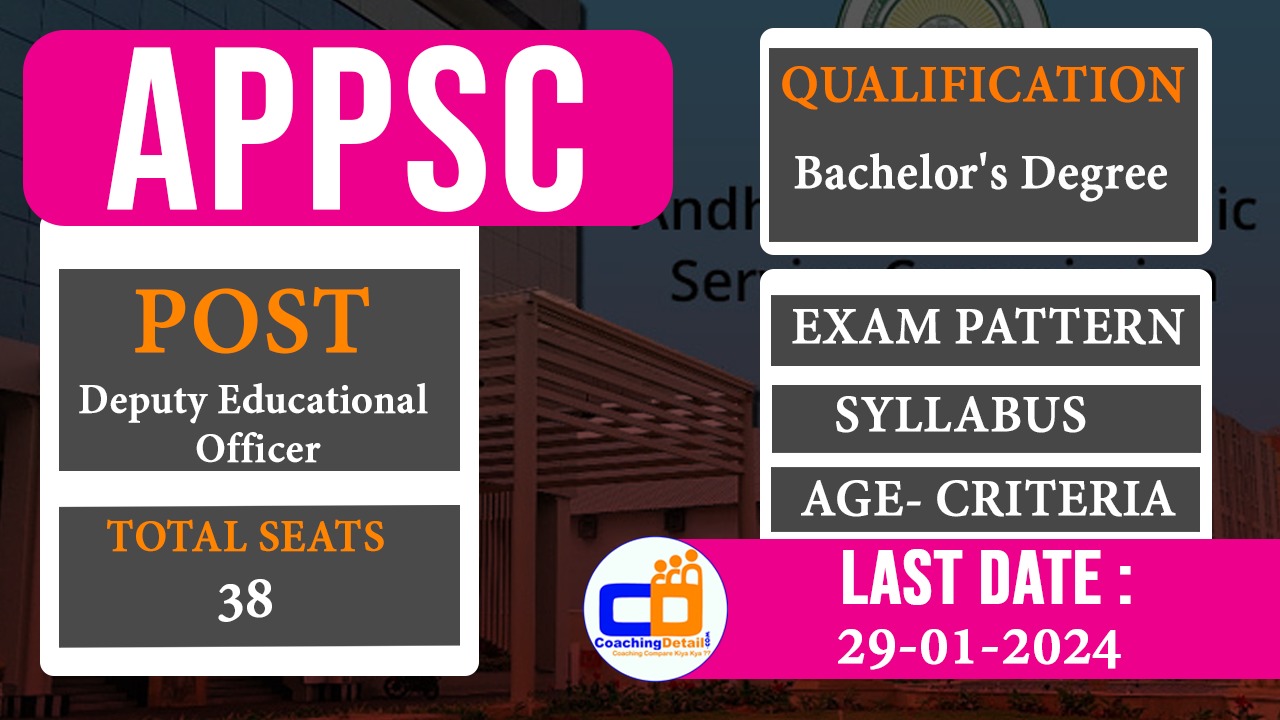 APPSC
POST
Deputy Educational
Officer
TOTAL SEATS
38
QUALIFICATION
Bachelor's Degree
EXAM PATTERN
SYLLABUS
AGE- CRITERIA
LAST DATE :
29-01-2024
CoachingDetail.com
Coaching Compare Kiya Kya ??